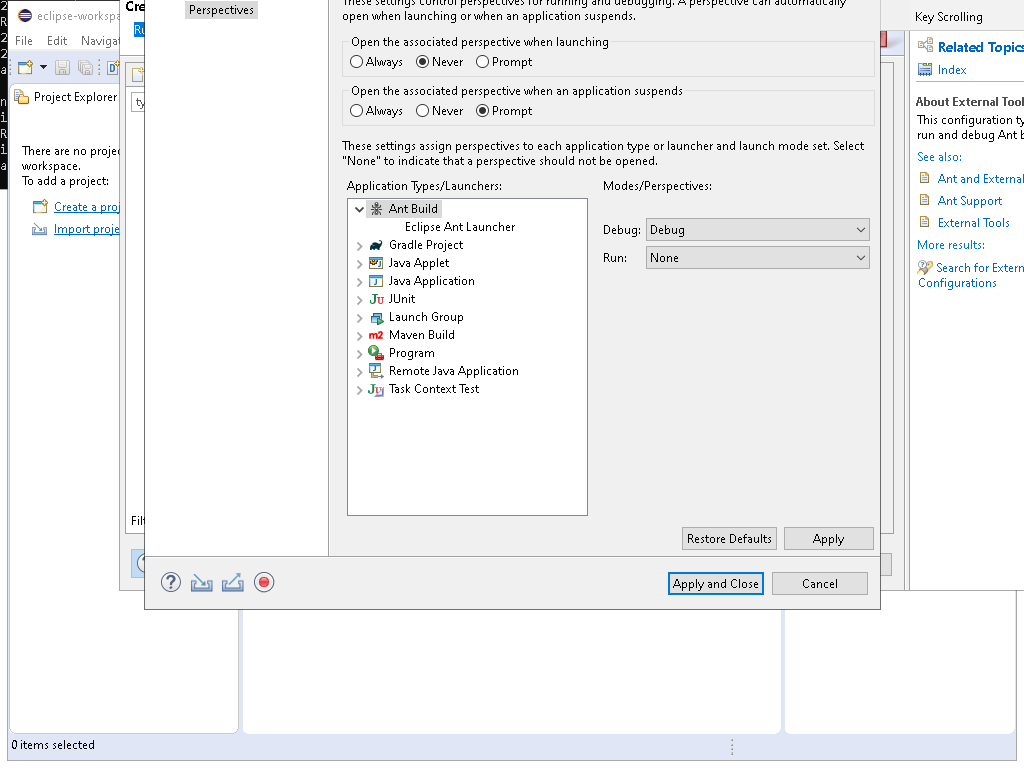 eclipse-workspa
File Edit Navigat
Project Explorer
There are no projec
workspace.
To add a project:
Create a proj
Import proje
0 items selected
Cre
Ru
ty
Filt
Perspectives
These settings control perspectives for running and debugging. A perspective can automatically
open when launching or when an application suspends.
Open the associated perspective when launching
Always Never Prompt
Open the associated perspective when an application suspends
Always Never Prompt
These settings assign perspectives to each application type or launcher and launch mode set. Select
"None" to indicate that a perspective should not be opened.
Application Types/Launchers:
Modes/Perspectives:
Ant Build
Eclipse Ant Launcher
Gradle Project
Java Applet
Java Application
JUnit
Launch Group
Maven Build
Program
Remote Java Application
Task Context Test
Debug: Debug
Run: None
Restore Defaults
Apply
Apply and Close
Cancel
Key Scrolling
Related Topics
Index
About External Tool
This configuration ty
run and debug Ant b
See also:
Ant and External
Ant Support
External Tools
More results:
Search for Extern
Configurations